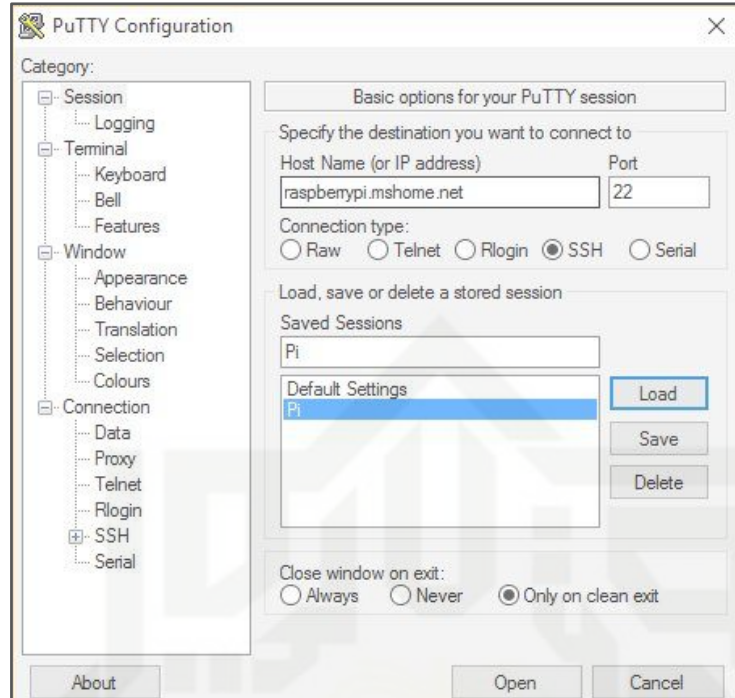 PuTTY Configuration
Category:
Session
Logging
Terminal
Keyboard
Bell
Features
Window
Appearance
Behaviour
Translation
Selection
Colours
Connection
Data
Proxy
Telnet
Rlogin
SSH
Serial
Basic options for your PuTTY session
Specify the destination you want to connect to
Host Name (or IP address) Port
raspberrypi.mshome.net 22
Connection type:
Raw Telnet Rlogin SSH Serial
Load, save or delete a stored session
Saved Sessions
Pi
Default Settings
Pi
Load
Save
Delete
Close window on exit:
Always Never Only on clean exit
About Open Cancel